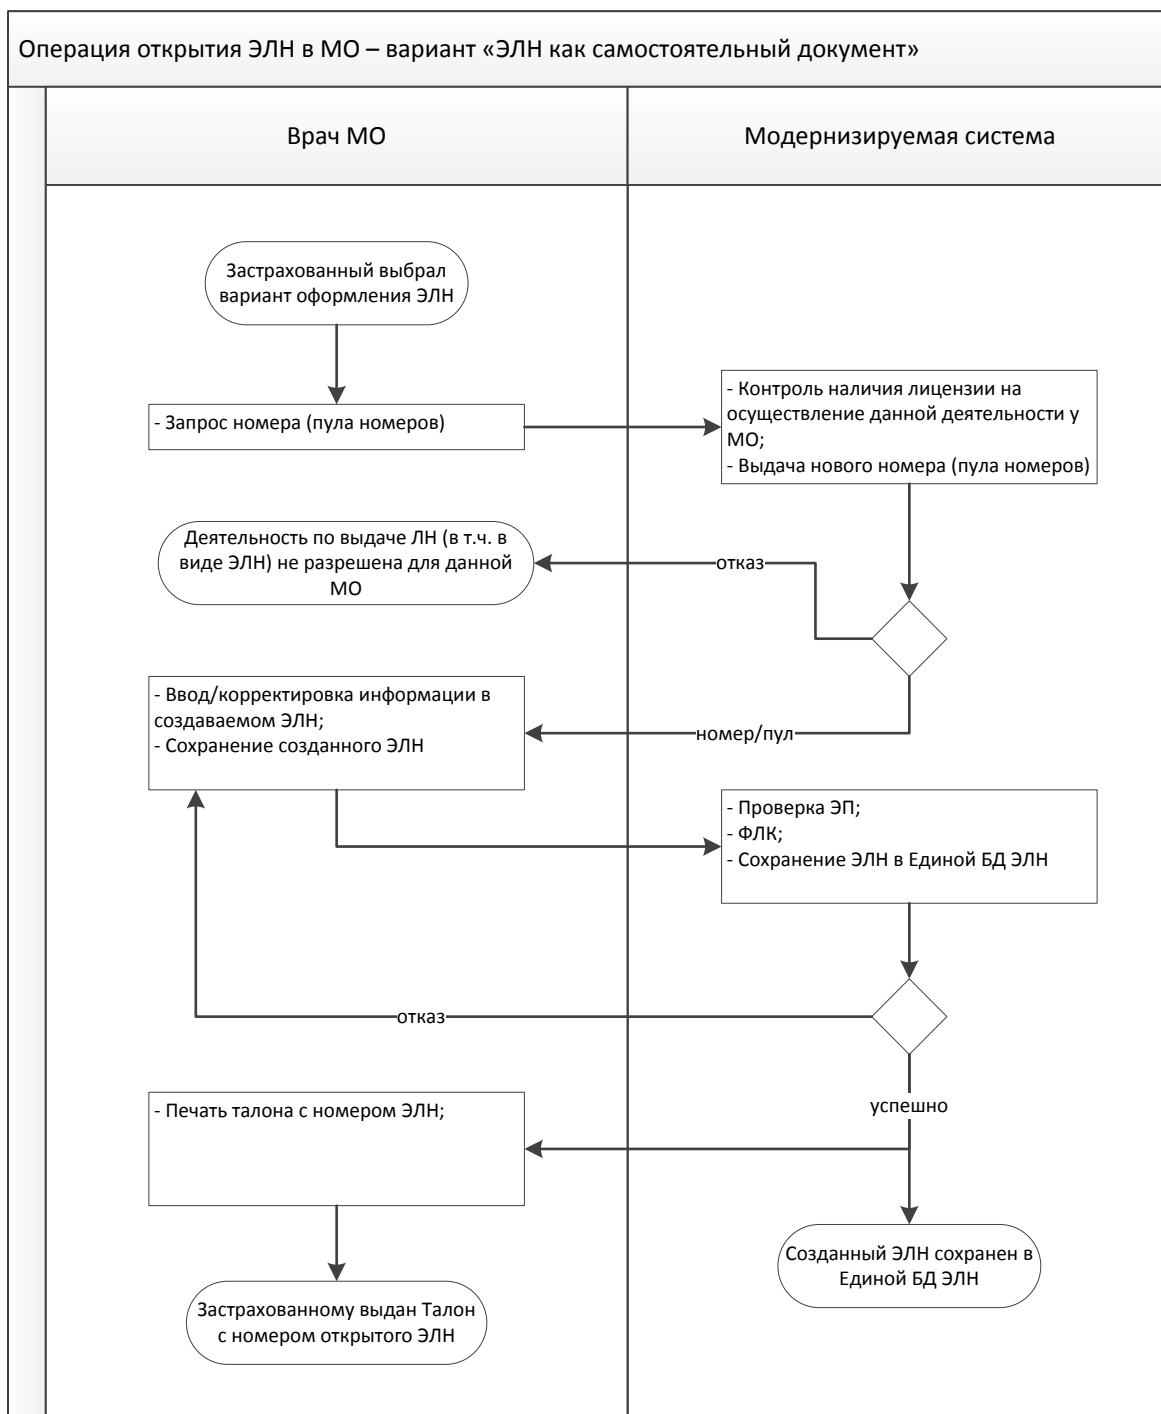 Операция открытия ЭЛН в МО – вариант «ЭЛН как самостоятельный документ»
Врач МО
Модернизируемая система
Застрахованный выбрал
вариант оформления ЭЛН
- Запрос номера (пула номеров)
- Контроль наличия лицензии на
осуществление данной деятельности у
МО;
- Выдача нового номера (пула номеров)
Деятельность по выдаче ЛН (в т.ч. в
виде ЭЛН) не разрешена для данной
МО
отказ
- Ввод/корректировка информации в
создаваемом ЭЛН;
- Сохранение созданного ЭЛН
номер/пул
- Проверка ЭП;
- ФЛК;
- Сохранение ЭЛН в Единой БД ЭЛН
отказ
- Печать талона с номером ЭЛН;
успешно
Созданный ЭЛН сохранен в
Единой БД ЭЛН
Застрахованному выдан Талон
с номером открытого ЭЛН